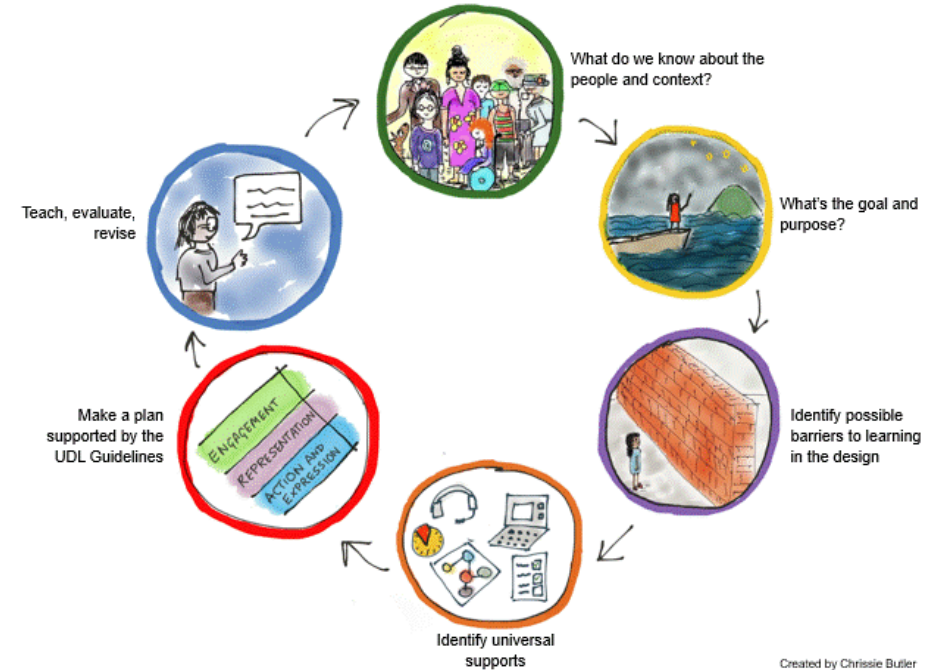 What do we know about the
people and context?
What's the goal and
purpose?
Identify possible
barriers to learning
in the design
Identify universal
supports
Make a plan
supported by the
UDL Guidelines
ENGAGEMENT
REPRESENTATION
ACTION AND
EXPRESSION
Teach, evaluate,
revise
Created by Chrissie Butler